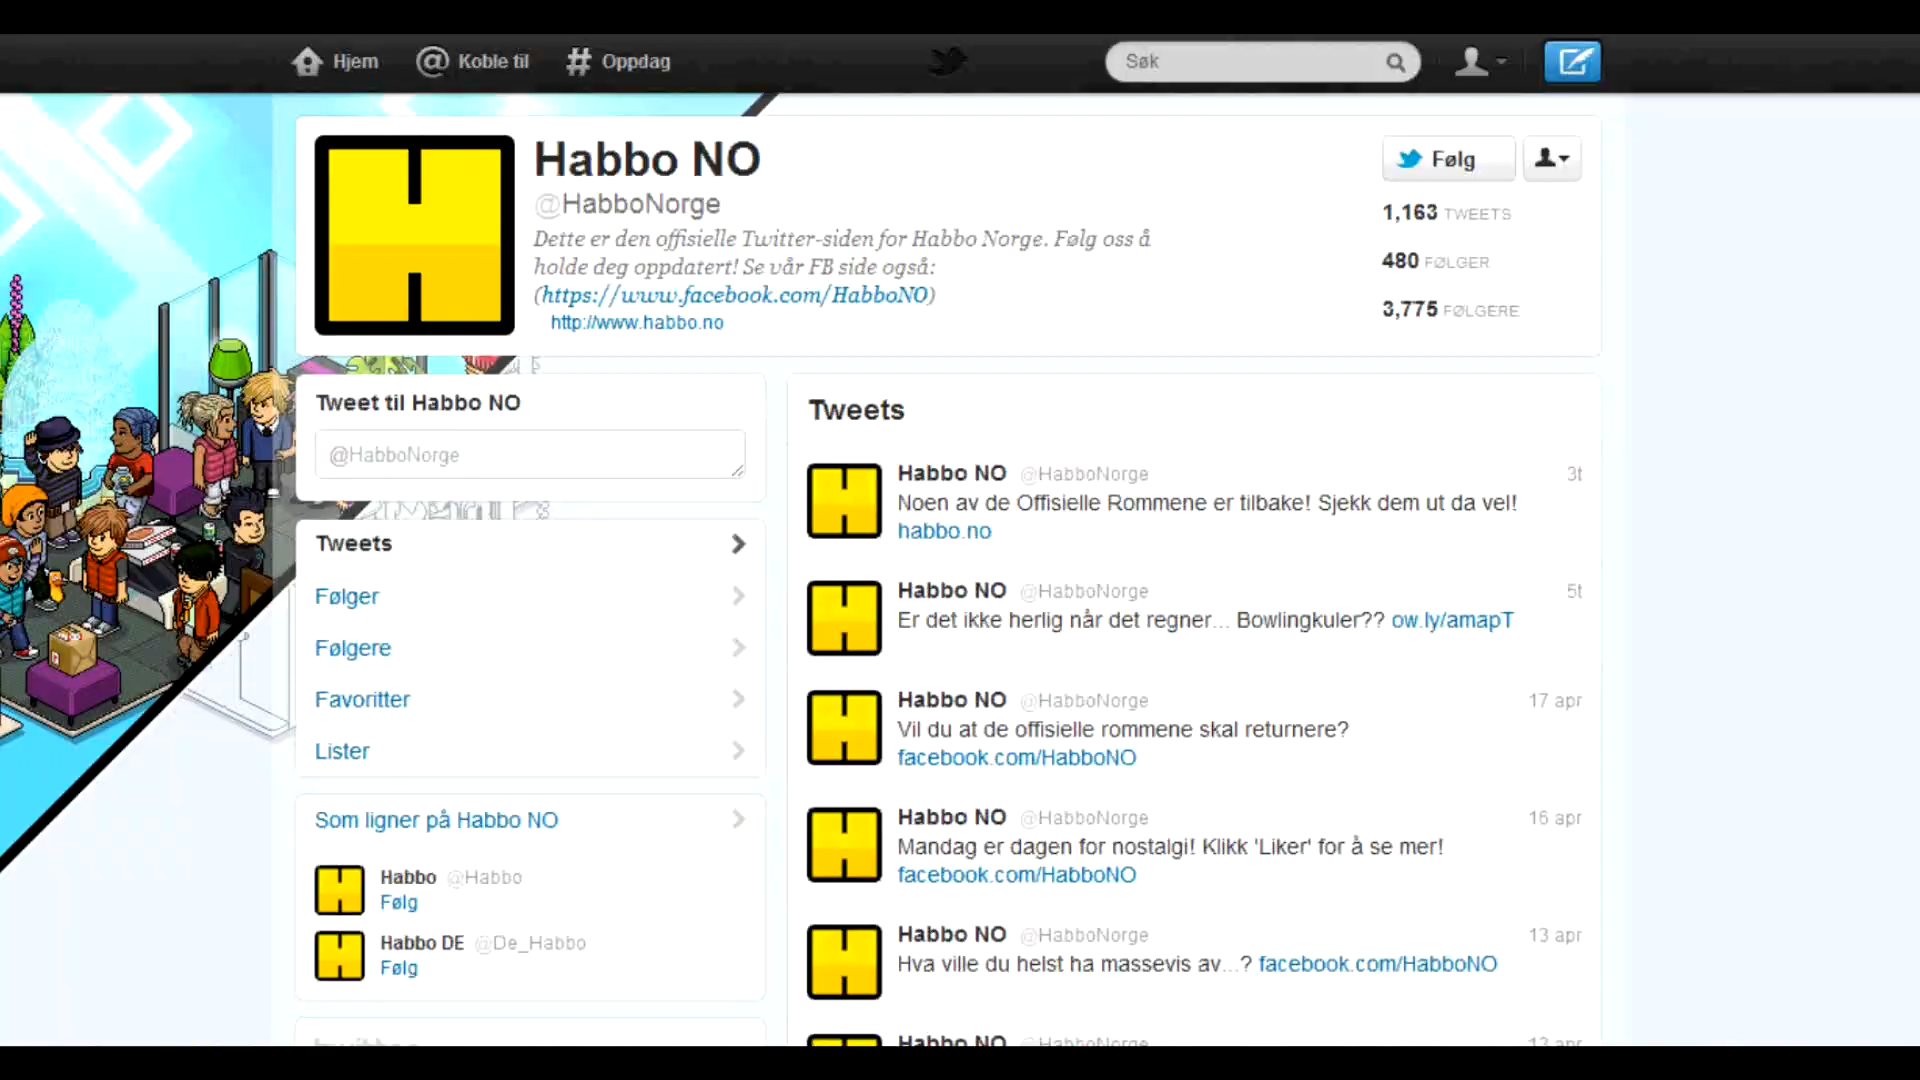 Hjem
Koble til
Oppdag
Søk
Habbo NO
@HabboNorge
Dette er den offisielle Twitter-siden for Habbo Norge. Følg oss å
holde deg oppdatert! Se vår FB side også:
(https://www.facebook.com/HabboNO)
http://www.habbo.no
Følg
1,163 TWEETS
480 FØLGER
3,775 FØLGERE
Tweet til Habbo NO
@HabboNorge
Tweets
Følger
Følgere
Favoritter
Lister
Som ligner på Habbo NO
Habbo @Habbo
Følg
Habbo DE @De_Habbo
Følg
Tweets
Habbo NO @HabboNorge 3t
Noen av de Offisielle Rommene er tilbake! Sjekk dem ut da vel!
habbo.no
Habbo NO @HabboNorge 5t
Er det ikke herlig når det regner... Bowlingkuler?? ow.ly/amapT
Habbo NO @HabboNorge 17 apr
Vil du at de offisielle rommene skal returnere?
facebook.com/HabboNO
Habbo NO @HabboNorge 16 apr
Mandag er dagen for nostalgi! Klikk 'Liker' for å se mer!
facebook.com/HabboNO
Habbo NO @HabboNorge 13 apr
Hva ville du helst ha massevis av...? facebook.com/HabboNO
Habbo NO @HabboNorge 13 apr